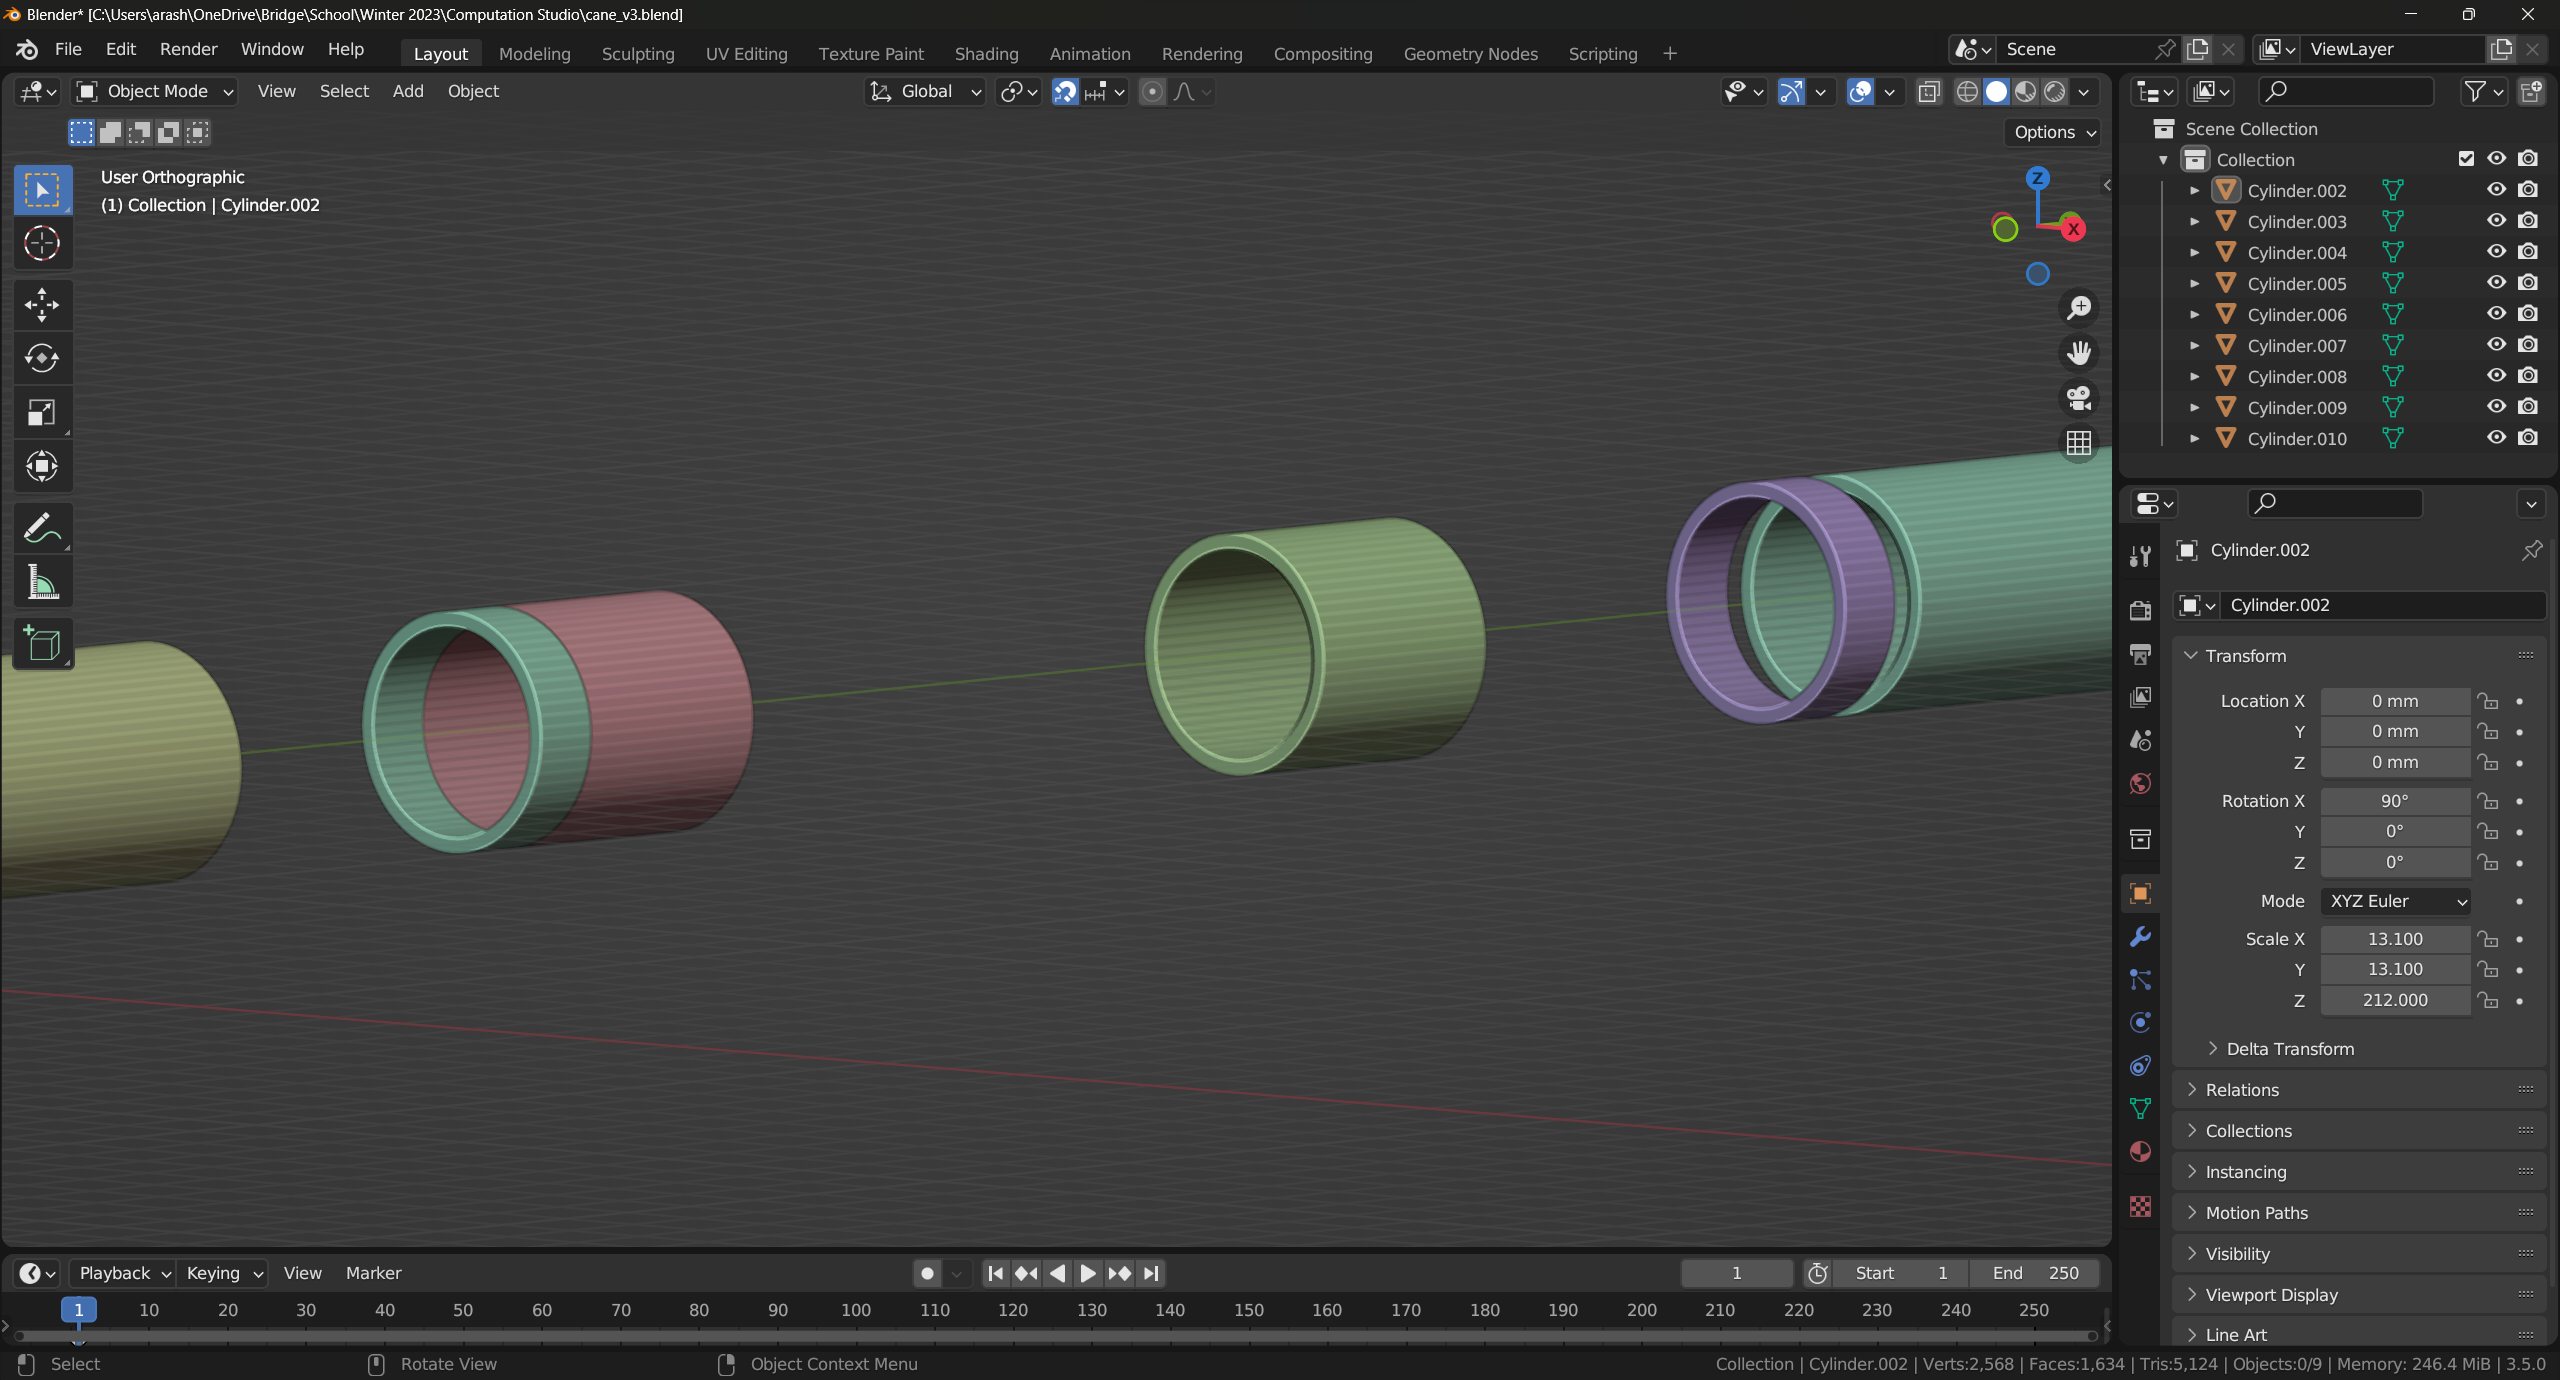 Blender* [C:\Users\arash\OneDrive\Bridge\School\Winter 2023\Computation Studio\cane_v3.blend]
File Edit Render Window Help Layout Modeling Sculpting UV Editing Texture Paint Shading Animation Rendering Compositing Geometry Nodes Scripting + Scene ViewLayer
Object Mode View Select Add Object Global
Options
User Orthographic
(1) Collection | Cylinder.002
Z
X
Scene Collection
Collection
Cylinder.002
Cylinder.003
Cylinder.004
Cylinder.005
Cylinder.006
Cylinder.007
Cylinder.008
Cylinder.009
Cylinder.010
Cylinder.002
Cylinder.002
Transform
Location X 0 mm
Y 0 mm
Z 0 mm
Rotation X 90°
Y 0°
Z 0°
Mode XYZ Euler
Scale X 13.100
Y 13.100
Z 212.000
Delta Transform
Relations
Collections
Instancing
Motion Paths
Visibility
Viewport Display
Line Art
Playback Keying View Marker 1 Start 1 End 250
1 10 20 30 40 50 60 70 80 90 100 110 120 130 140 150 160 170 180 190 200 210 220 230 240 250
Select Rotate View Object Context Menu Collection | Cylinder.002 | Verts:2,568 | Faces:1,634 | Tris:5,124 | Objects:0/9 | Memory: 246.4 MiB | 3.5.0